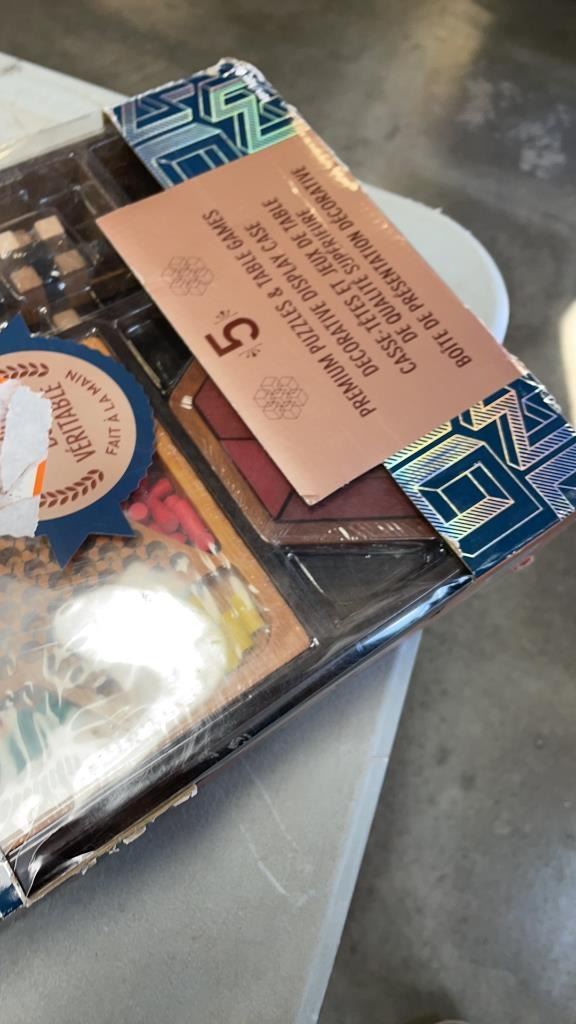 5
PREMIUM PUZZLES & TABLE GAMES
DECORATIVE DISPLAY CASE
CASSE-TÊTES ET JEUX DE TABLE
DE QUALITÉ SUPÉRIEURE
BOÎTE DE PRÉSENTATION DÉCORATIVE
VÉRITABLE
FAIT À LA MAIN